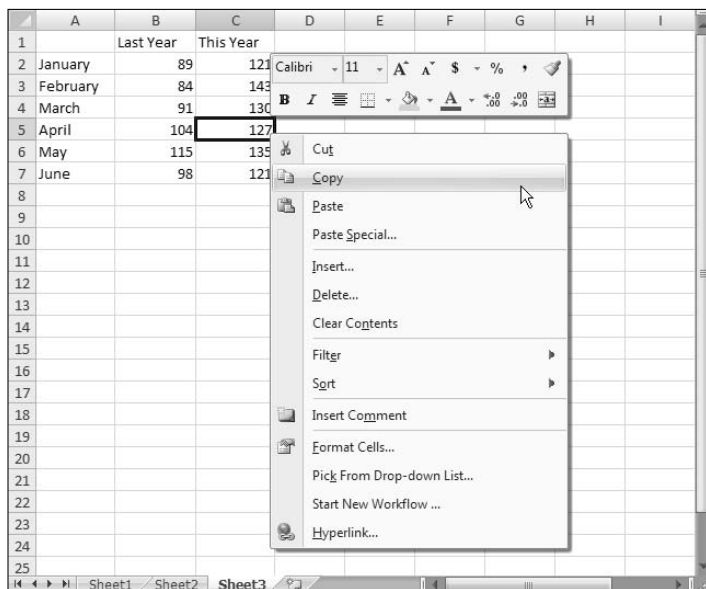 A B C D E F G H I
1 Last Year This Year
2 January 89 121 Calibri 11 A A $ % ,
3 February 84 143 B I A .0 .00 .00 .0 a
4 March 91 130
5 April 104 127
6 May 115 135 Cut
7 June 98 121 Copy
8 Paste
9
10 Paste Special...
11 Insert...
12
13 Delete...
14 Clear Contents
15 Filter
16
17 Sort
18 Insert Comment
19
20 Format Cells...
21 Pick From Drop-down List...
22 Start New Workflow ...
23
24 Hyperlink...
25
Sheet1 Sheet2 Sheet3